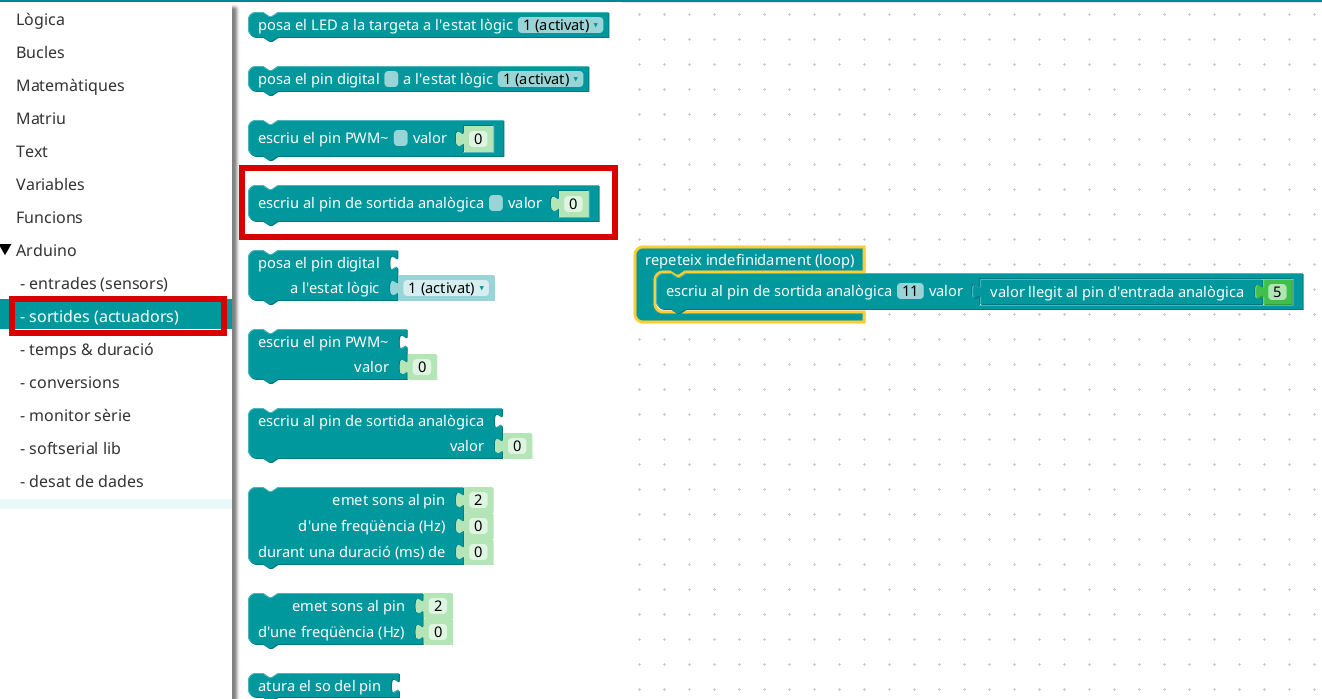 Lògica
Bucles
Matemàtiques
Matriu
Text
Variables
Funcions
Arduino
- entrades (sensors)
- sortides (actuadors)
- temps & duració
- conversions
- monitor sèrie
- softserial lib
- desat de dades
posa el LED a la targeta a l'estat lògic 1 (activat)
posa el pin digital a l'estat lògic 1 (activat)
escriu el pin PWM~ valor 0
escriu al pin de sortida analògica valor 0
posa el pin digital
a l'estat lògic 1 (activat)
escriu el pin PWM~
valor 0
escriu al pin de sortida analògica
valor 0
emet sons al pin 2
d'une freqüència (Hz) 0
durant una duració (ms) de 0
emet sons al pin 2
d'une freqüència (Hz) 0
atura el so del pin
repeteix indefinidament (loop)
escriu al pin de sortida analògica 11 valor valor llegit al pin d'entrada analògica 5